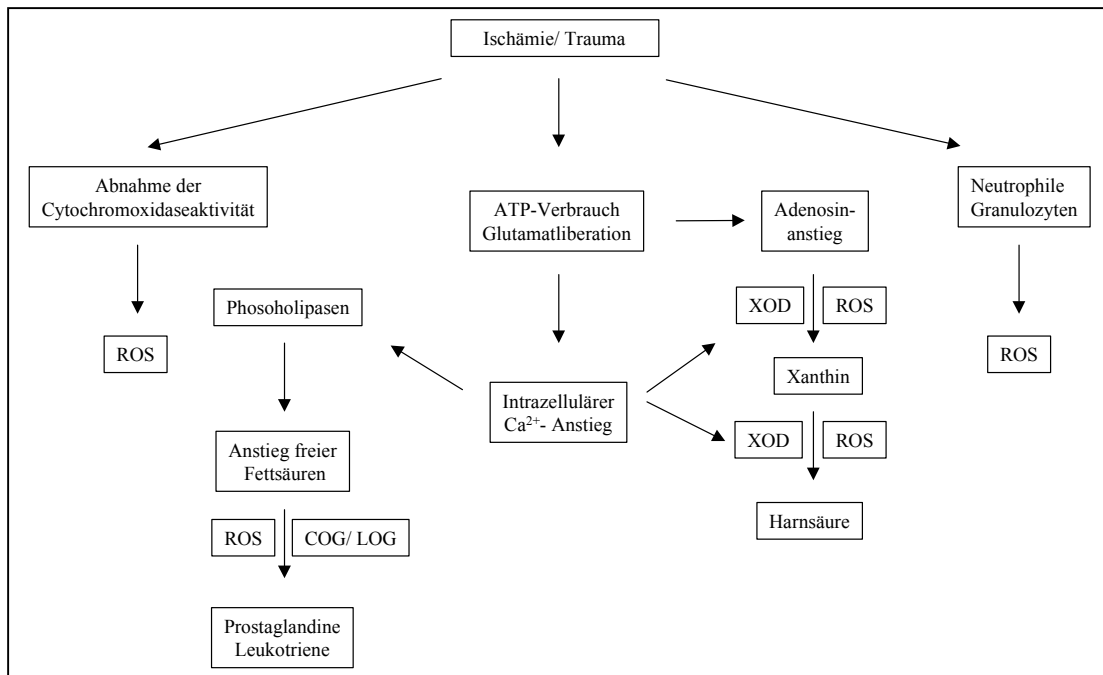 Ischämie/ Trauma
Abnahme der
Cytochromoxidaseaktivität
ATP-Verbrauch
Glutamatliberation
Adenosin-
anstieg
Neutrophile
Granulozyten
Phosoholipasen
XOD
ROS
ROS
ROS
Xanthin
Intrazellulärer
Ca²⁺- Anstieg
XOD
ROS
Anstieg freier
Fettsäuren
Harnsäure
ROS
COG/ LOG
Prostaglandine
Leukotriene